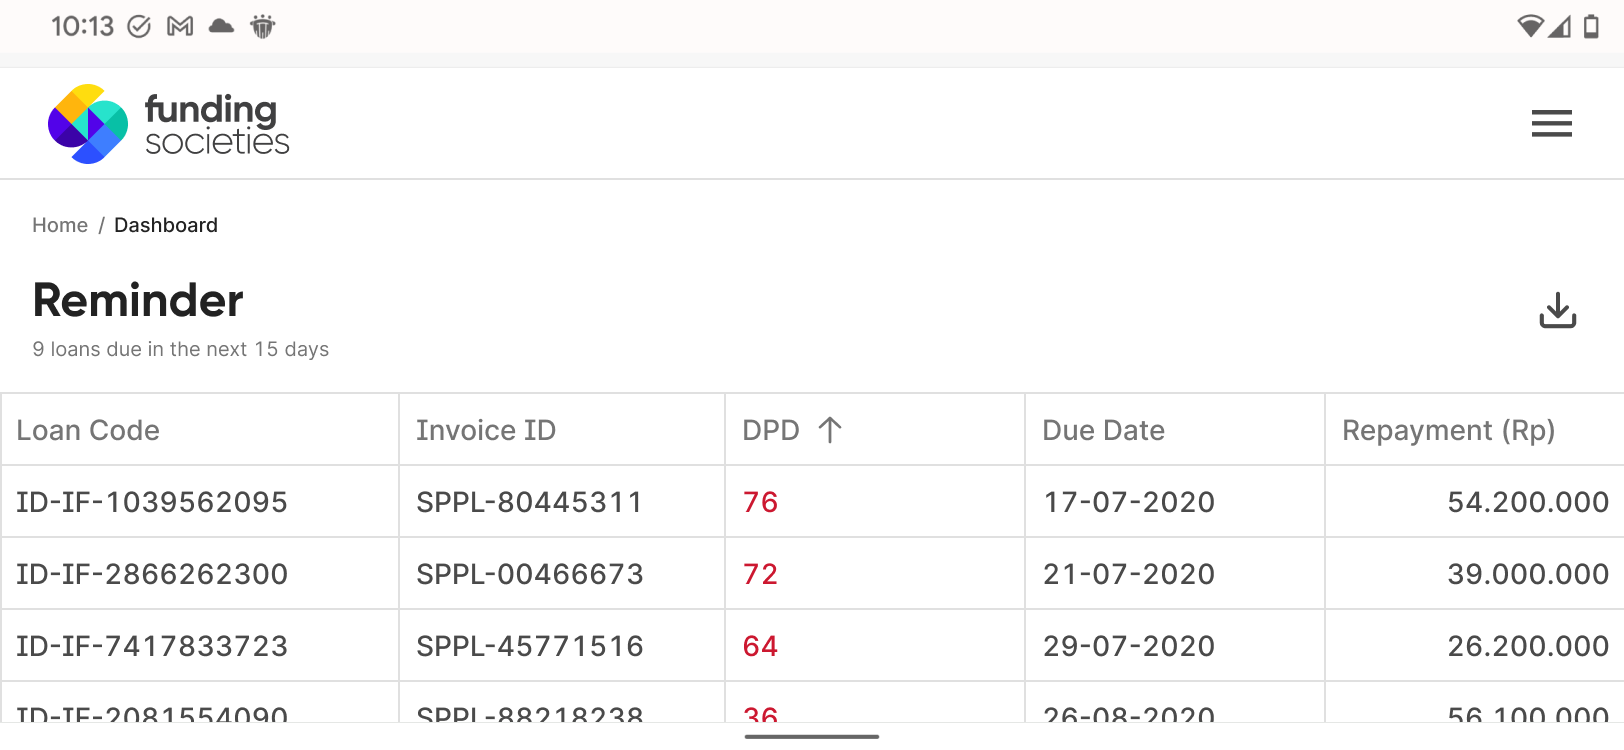 10:13
funding
societies
Home / Dashboard
Reminder
9 loans due in the next 15 days
Loan Code Invoice ID DPD Due Date Repayment (Rp)
ID-IF-1039562095 SPPL-80445311 76 17-07-2020 54.200.000
ID-IF-2866262300 SPPL-00466673 72 21-07-2020 39.000.000
ID-IF-7417833723 SPPL-45771516 64 29-07-2020 26.200.000
ID-IF-2081554090 SPPL-88218238 36 26-08-2020 56.100.000